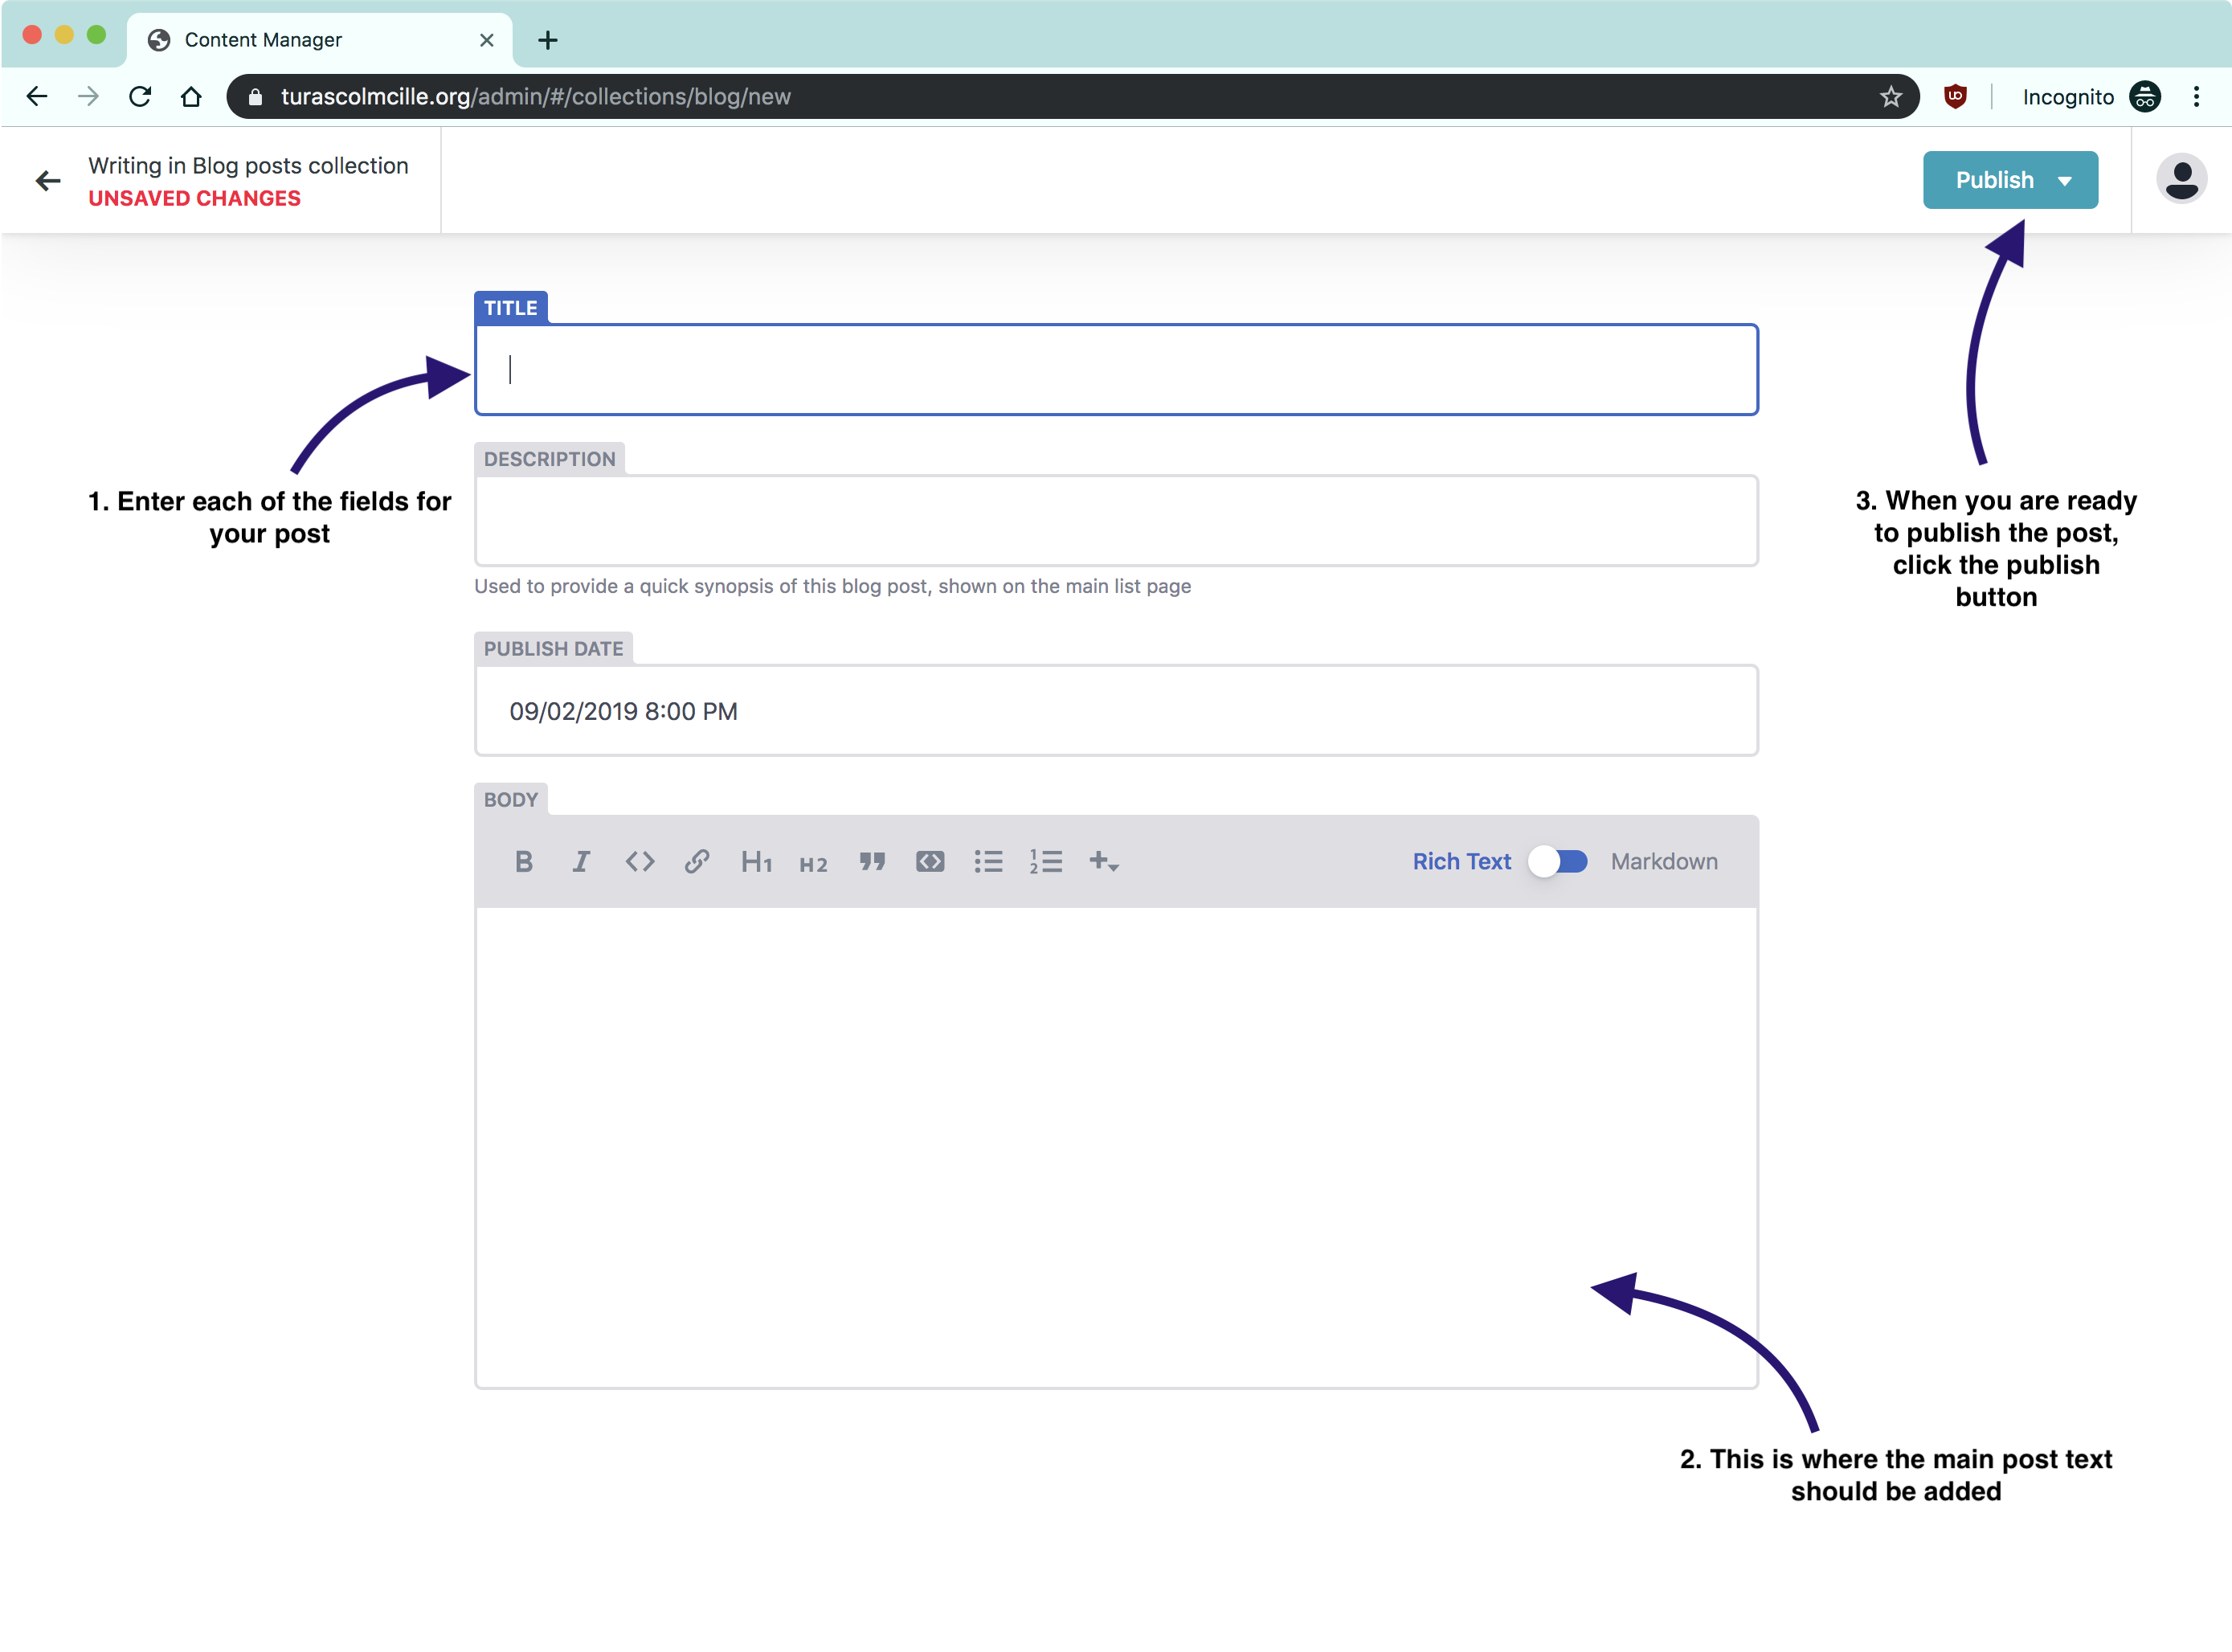 Content Manager
turascolmcille.org/admin/#/collections/blog/new
Incognito
Writing in Blog posts collection
UNSAVED CHANGES
Publish
TITLE
DESCRIPTION
1. Enter each of the fields for
your post
3. When you are ready
to publish the post,
click the publish
button
Used to provide a quick synopsis of this blog post, shown on the main list page
PUBLISH DATE
09/02/2019 8:00 PM
BODY
B I <> H1 H2 Rich Text Markdown
2. This is where the main post text
should be added